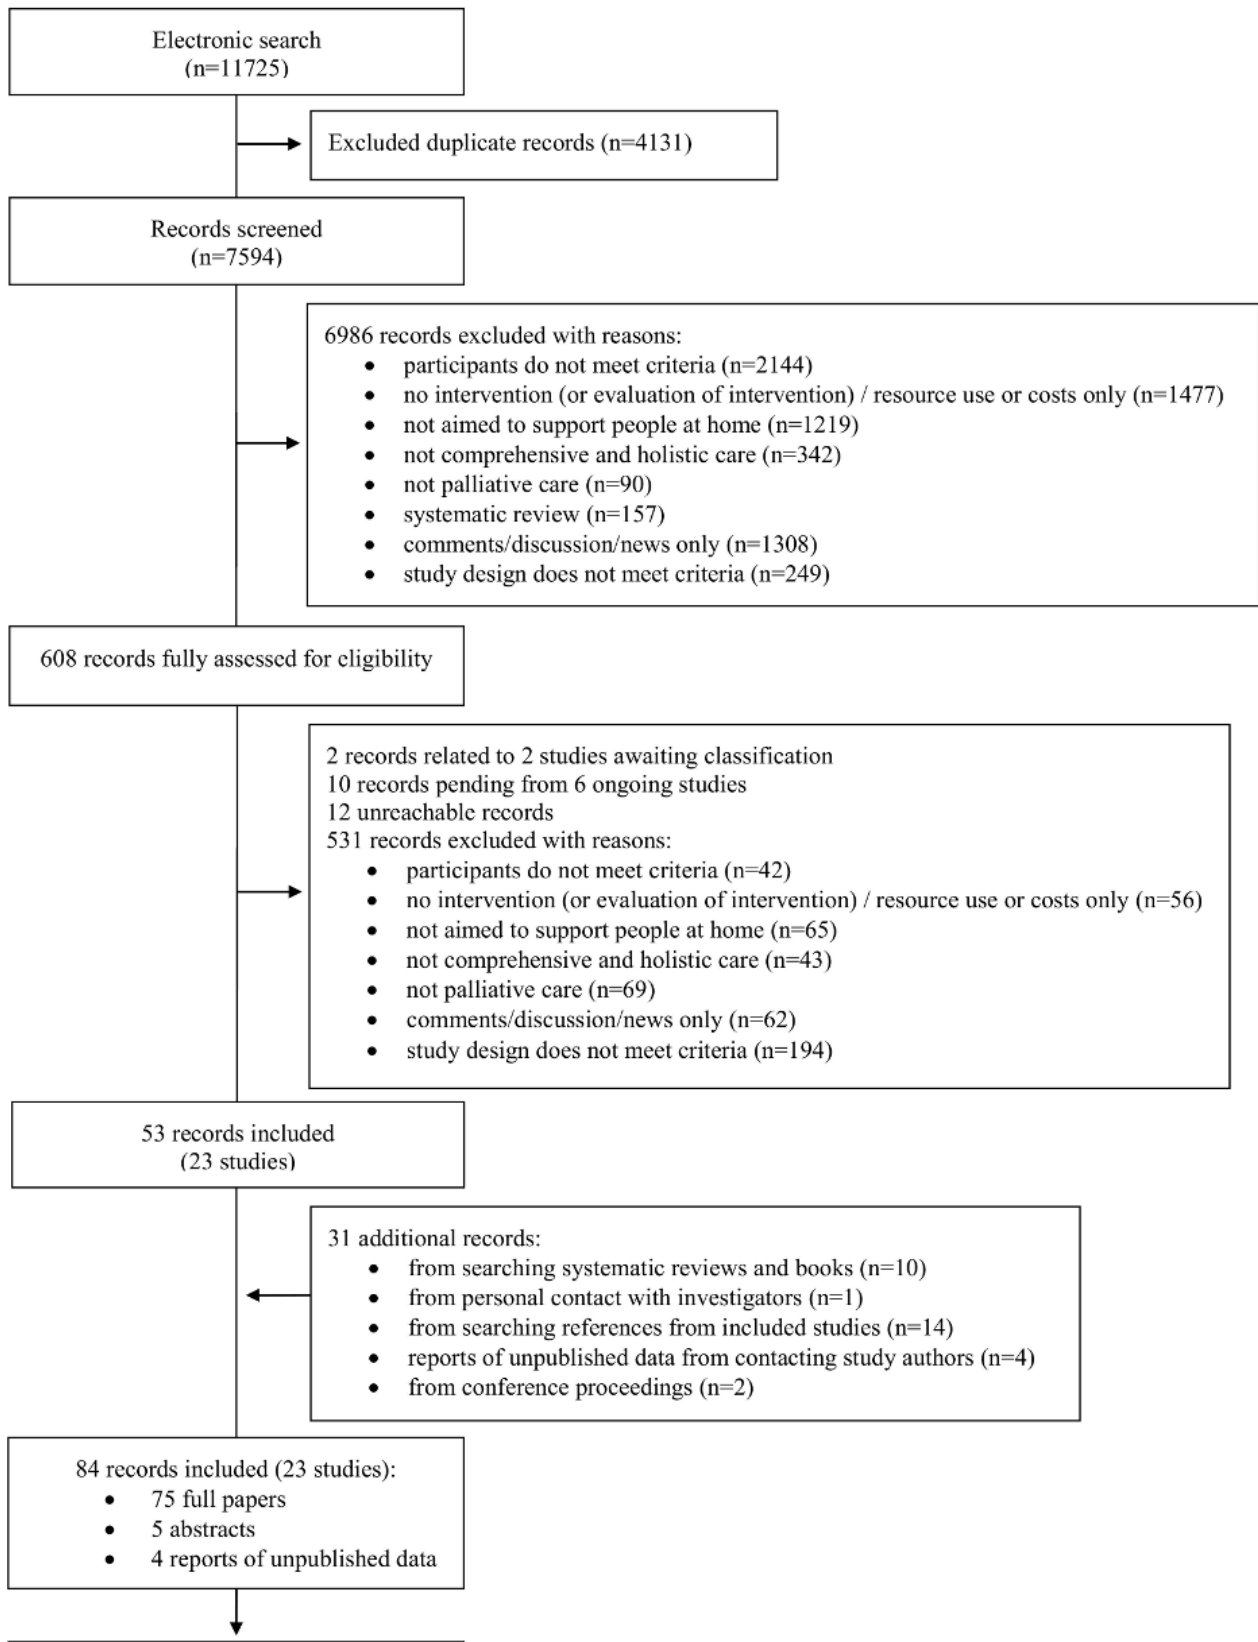 Electronic search
(n=11725)
Excluded duplicate records (n=4131)
Records screened
(n=7594)
6986 records excluded with reasons:
• participants do not meet criteria (n=2144)
• no intervention (or evaluation of intervention) / resource use or costs only (n=1477)
• not aimed to support people at home (n=1219)
• not comprehensive and holistic care (n=342)
• not palliative care (n=90)
• systematic review (n=157)
• comments/discussion/news only (n=1308)
• study design does not meet criteria (n=249)
608 records fully assessed for eligibility
2 records related to 2 studies awaiting classification
10 records pending from 6 ongoing studies
12 unreachable records
531 records excluded with reasons:
• participants do not meet criteria (n=42)
• no intervention (or evaluation of intervention) / resource use or costs only (n=56)
• not aimed to support people at home (n=65)
• not comprehensive and holistic care (n=43)
• not palliative care (n=69)
• comments/discussion/news only (n=62)
• study design does not meet criteria (n=194)
53 records included
(23 studies)
31 additional records:
• from searching systematic reviews and books (n=10)
• from personal contact with investigators (n=1)
• from searching references from included studies (n=14)
• reports of unpublished data from contacting study authors (n=4)
• from conference proceedings (n=2)
84 records included (23 studies):
• 75 full papers
• 5 abstracts
• 4 reports of unpublished data